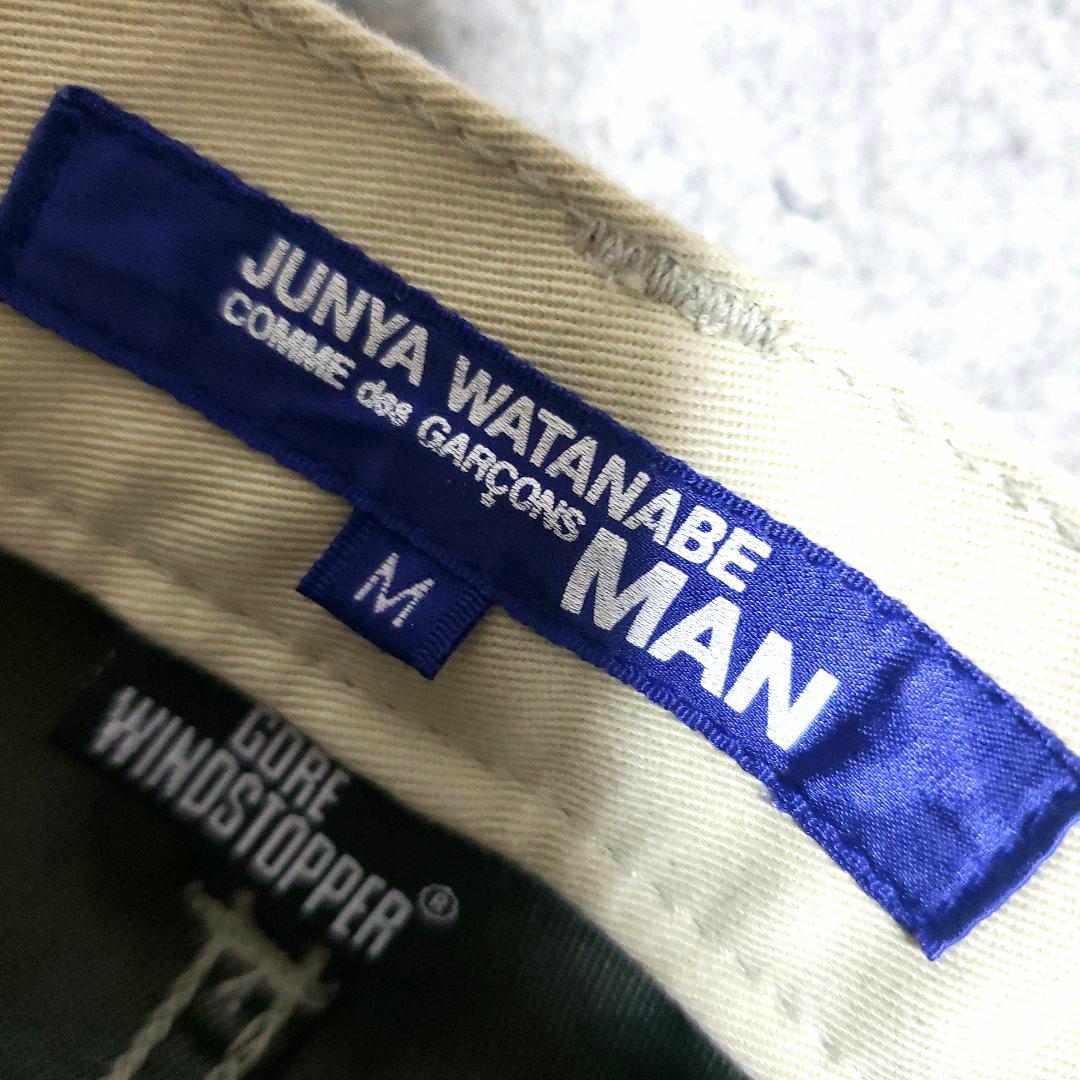 JUNYA WATANABE
COMME des GARÇONS
MAN
M
GORE
WINDSTOPPER®